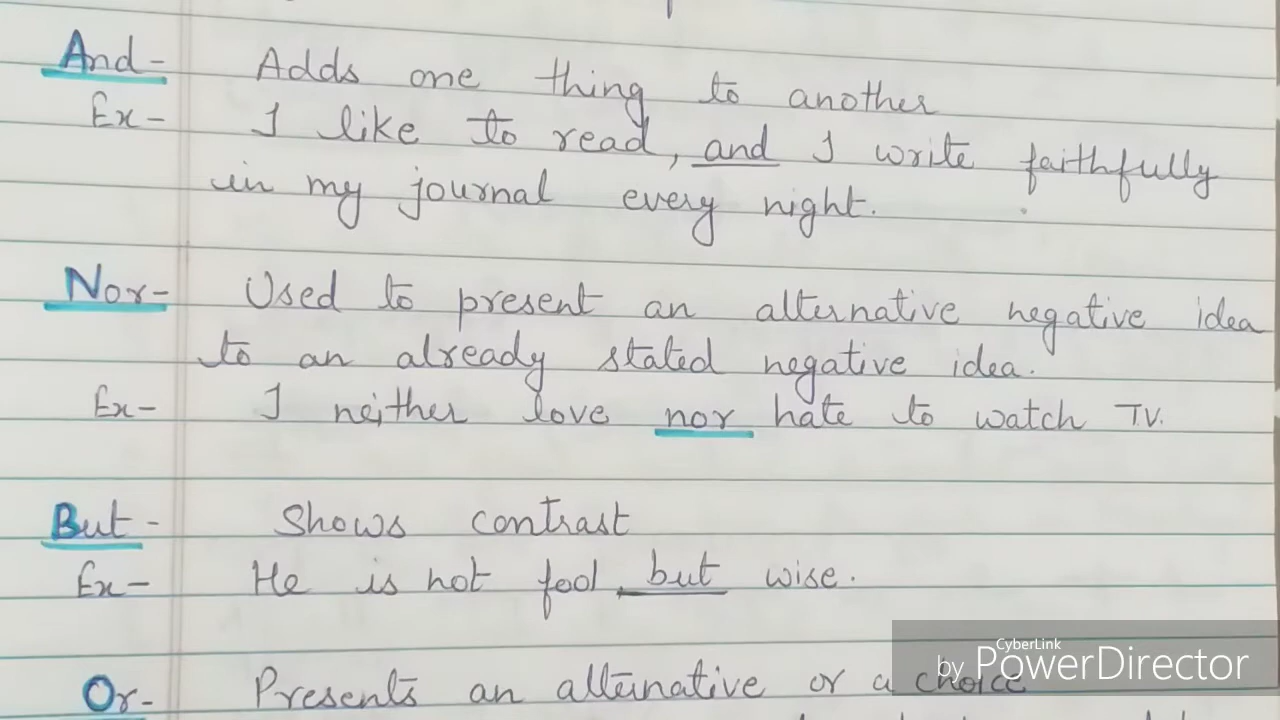 And- Adds one thing to another
Ex- I like to read, and I write faithfully
in my journal every night.
Nor- Used to present an alternative negative idea
to an already stated negative idea.
Ex- I neither love nor hate to watch T.V.
But- Shows contrast
Ex- He is not fool, but wise.
Or- Presents an alternative or a choice
CyberLink
by PowerDirector